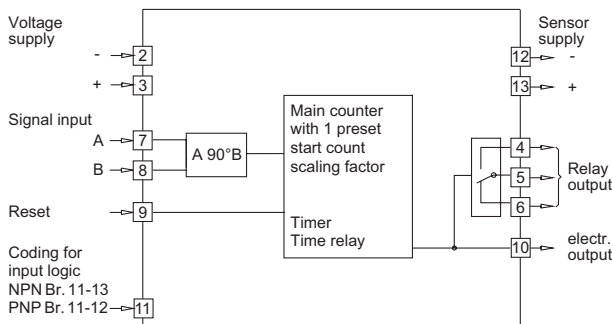 Voltage
supply
-
2
+
3
Signal input
A
7
B
8
A 90°B
Reset
9
Coding for
input logic
NPN Br. 11-13
PNP Br. 11-12
11
Main counter
with 1 preset
start count
scaling factor
Timer
Time relay
Sensor
supply
12
-
13
+
4
5
6
Relay
output
10
electr.
output